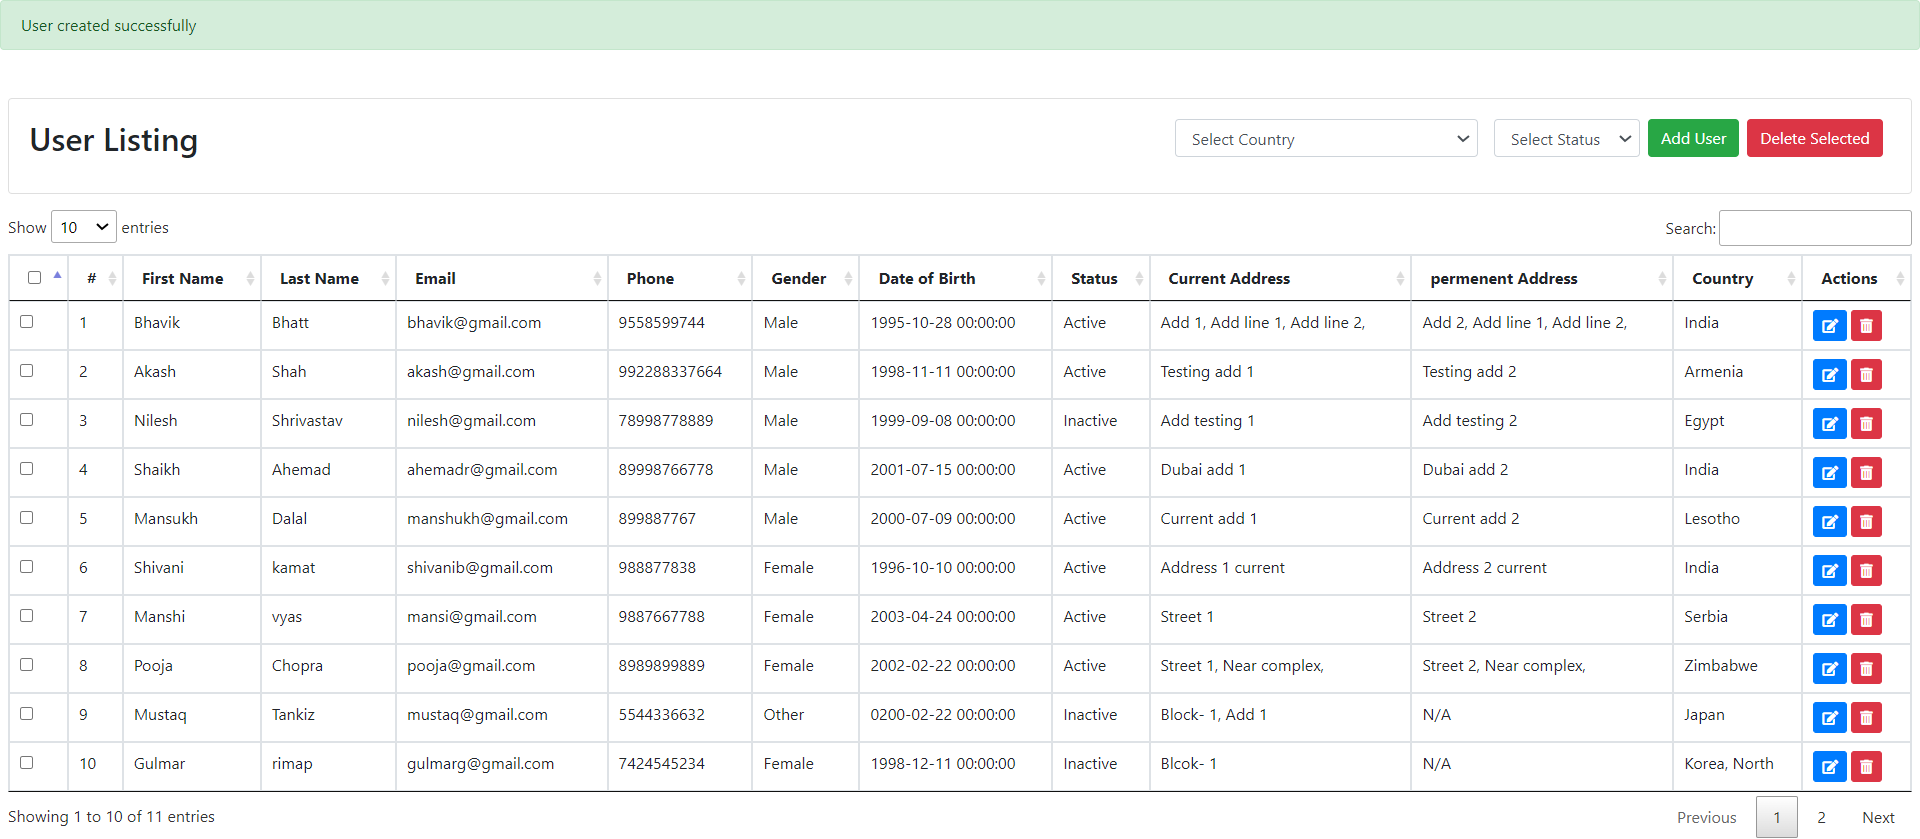 User created successfully
User Listing Select Country Select Status Add User Delete Selected
Show 10 entries Search:
# First Name Last Name Email Phone Gender Date of Birth Status Current Address permenent Address Country Actions
1 Bhavik Bhatt bhavik@gmail.com 9558599744 Male 1995-10-28 00:00:00 Active Add 1, Add line 1, Add line 2, Add 2, Add line 1, Add line 2, India
2 Akash Shah akash@gmail.com 992288337664 Male 1998-11-11 00:00:00 Active Testing add 1 Testing add 2 Armenia
3 Nilesh Shrivastav nilesh@gmail.com 78998778889 Male 1999-09-08 00:00:00 Inactive Add testing 1 Add testing 2 Egypt
4 Shaikh Ahemad ahemadr@gmail.com 89998766778 Male 2001-07-15 00:00:00 Active Dubai add 1 Dubai add 2 India
5 Mansukh Dalal manshukh@gmail.com 899887767 Male 2000-07-09 00:00:00 Active Current add 1 Current add 2 Lesotho
6 Shivani kamat shivanib@gmail.com 988877838 Female 1996-10-10 00:00:00 Active Address 1 current Address 2 current India
7 Manshi vyas mansi@gmail.com 9887667788 Female 2003-04-24 00:00:00 Active Street 1 Street 2 Serbia
8 Pooja Chopra pooja@gmail.com 8989899889 Female 2002-02-22 00:00:00 Active Street 1, Near complex, Street 2, Near complex, Zimbabwe
9 Mustaq Tankiz mustaq@gmail.com 5544336632 Other 0200-02-22 00:00:00 Inactive Block- 1, Add 1 N/A Japan
10 Gulmar rimap gulmarg@gmail.com 7424545234 Female 1998-12-11 00:00:00 Inactive Blcok- 1 N/A Korea, North
Showing 1 to 10 of 11 entries Previous 1 2 Next